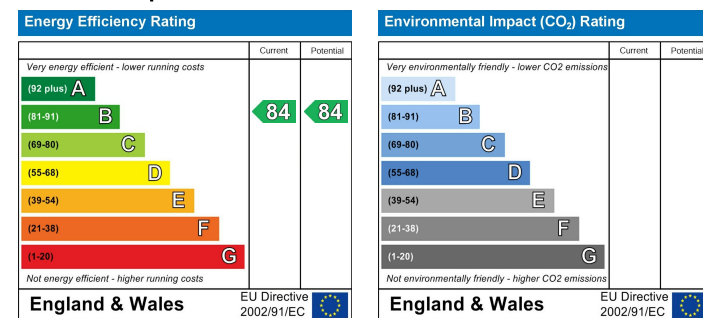 Energy Efficiency Rating
Current Potential
Very energy efficient - lower running costs
(92 plus) A
(81-91) B 84 84
(69-80) C
(55-68) D
(39-54) E
(21-38) F
(1-20) G
Not energy efficient - higher running costs
England & Wales
EU Directive
2002/91/EC
Environmental Impact (CO2) Rating
Current Potential
Very environmentally friendly - lower CO2 emissions
(92 plus) A
(81-91) B
(69-80) C
(55-68) D
(39-54) E
(21-38) F
(1-20) G
Not environmentally friendly - higher CO2 emissions
England & Wales
EU Directive
2002/91/EC